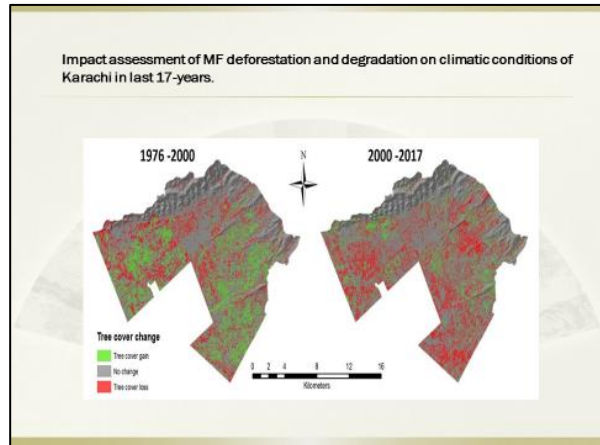 Impact assessment of MF deforestation and degradation on climatic conditions of
Karachi in last 17-years.
1976 -2000
N
2000 -2017
Tree cover change
Tree cover gain
No change
Tree cover loss
0 2 4 8 12 16
Kilometers